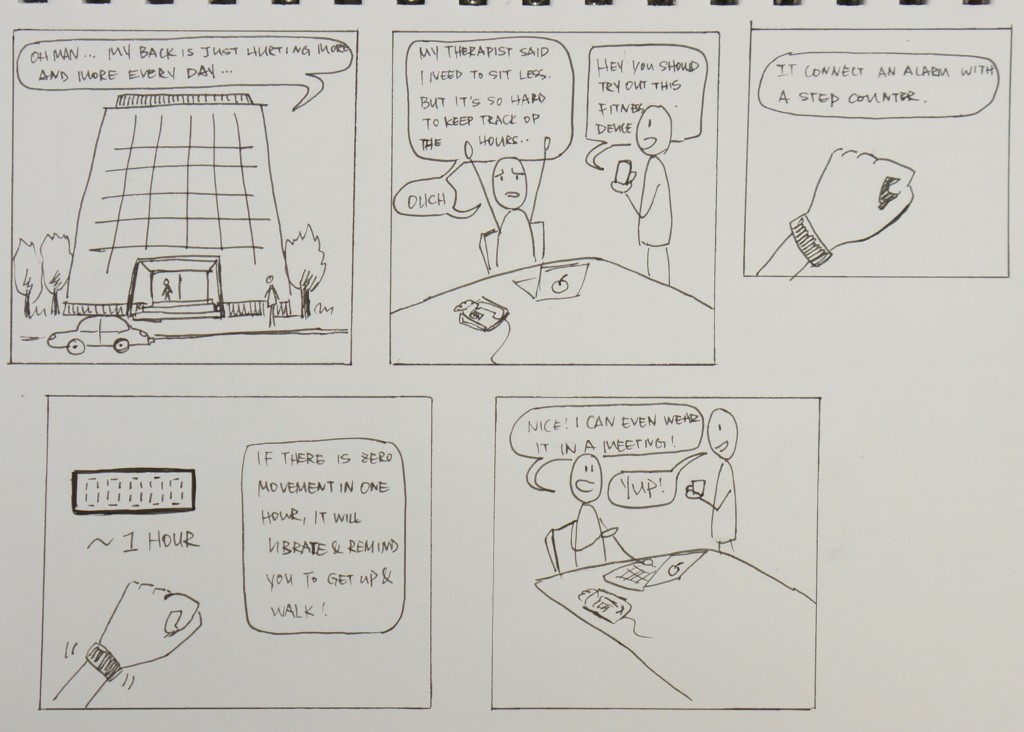 OH MAN... MY BACK IS JUST HURTING MORE
AND MORE EVERY DAY...
MY THERAPIST SAID
I NEED TO SIT LESS.
BUT IT'S SO HARD
TO KEEP TRACK OF
THE HOURS..
OUCH
HEY YOU SHOULD
TRY OUT THIS
FITNESS
DEVICE
IT CONNECT AN ALARM WITH
A STEP COUNTER.
00000
~ 1 HOUR
IF THERE IS ZERO
MOVEMENT IN ONE
HOUR, IT WILL
VIBRATE & REMIND
YOU TO GET UP &
WALK!
NICE! I CAN EVEN WEAR
IT IN A MEETING!
YUP!